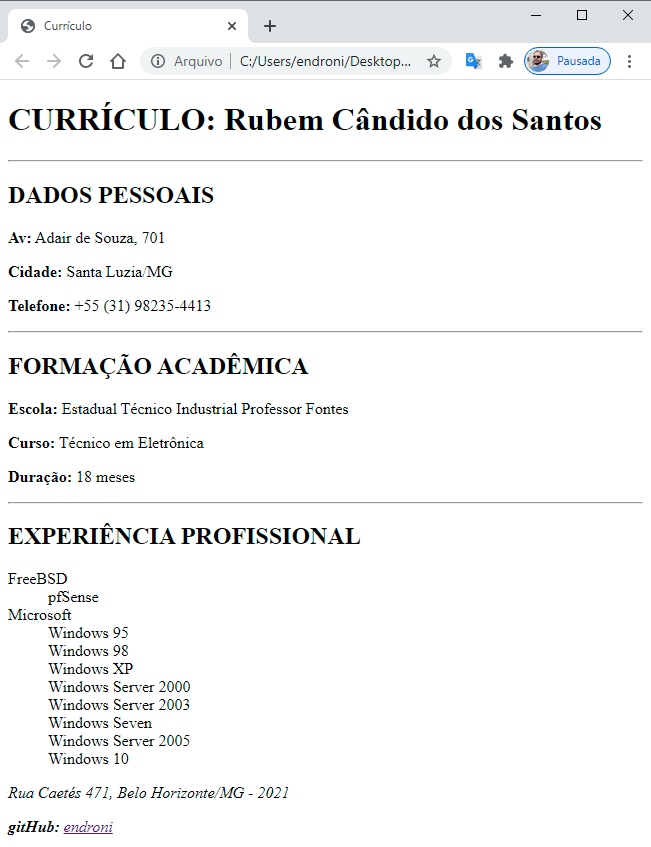 Currículo
Arquivo | C:/Users/endroni/Desktop... Pausada
CURRÍCULO: Rubem Cândido dos Santos
DADOS PESSOAIS
Av: Adair de Souza, 701
Cidade: Santa Luzia/MG
Telefone: +55 (31) 98235-4413
FORMAÇÃO ACADÊMICA
Escola: Estadual Técnico Industrial Professor Fontes
Curso: Técnico em Eletrônica
Duração: 18 meses
EXPERIÊNCIA PROFISSIONAL
FreeBSD
pfSense
Microsoft
Windows 95
Windows 98
Windows XP
Windows Server 2000
Windows Server 2003
Windows Seven
Windows Server 2005
Windows 10
Rua Caetés 471, Belo Horizonte/MG - 2021
gitHub: endroni